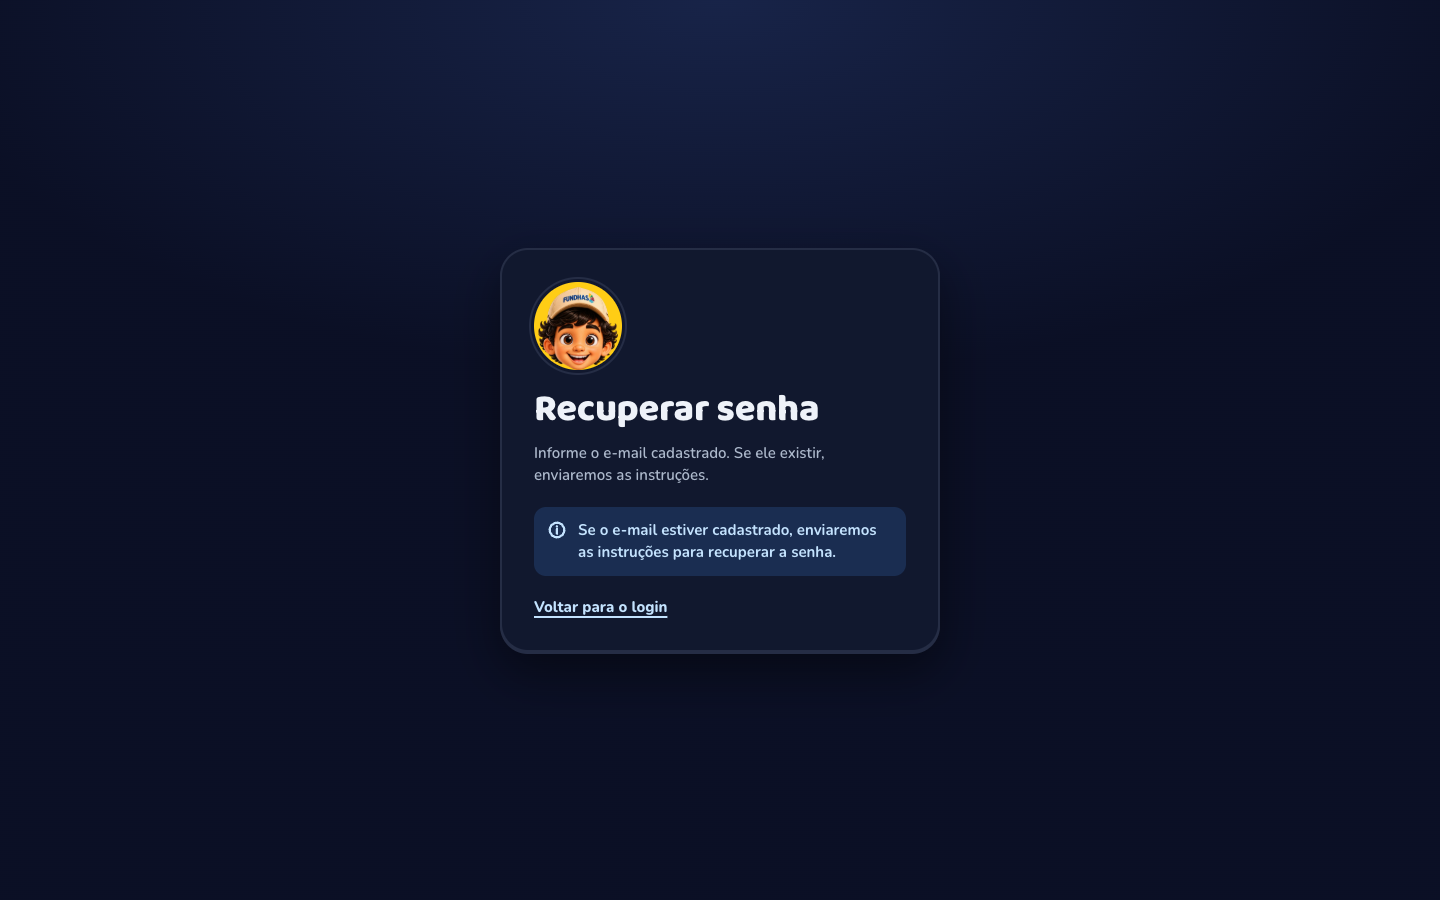 FUNDHAS
Recuperar senha
Informe o e-mail cadastrado. Se ele existir,
enviaremos as instruções.
Se o e-mail estiver cadastrado, enviaremos
as instruções para recuperar a senha.
Voltar para o login